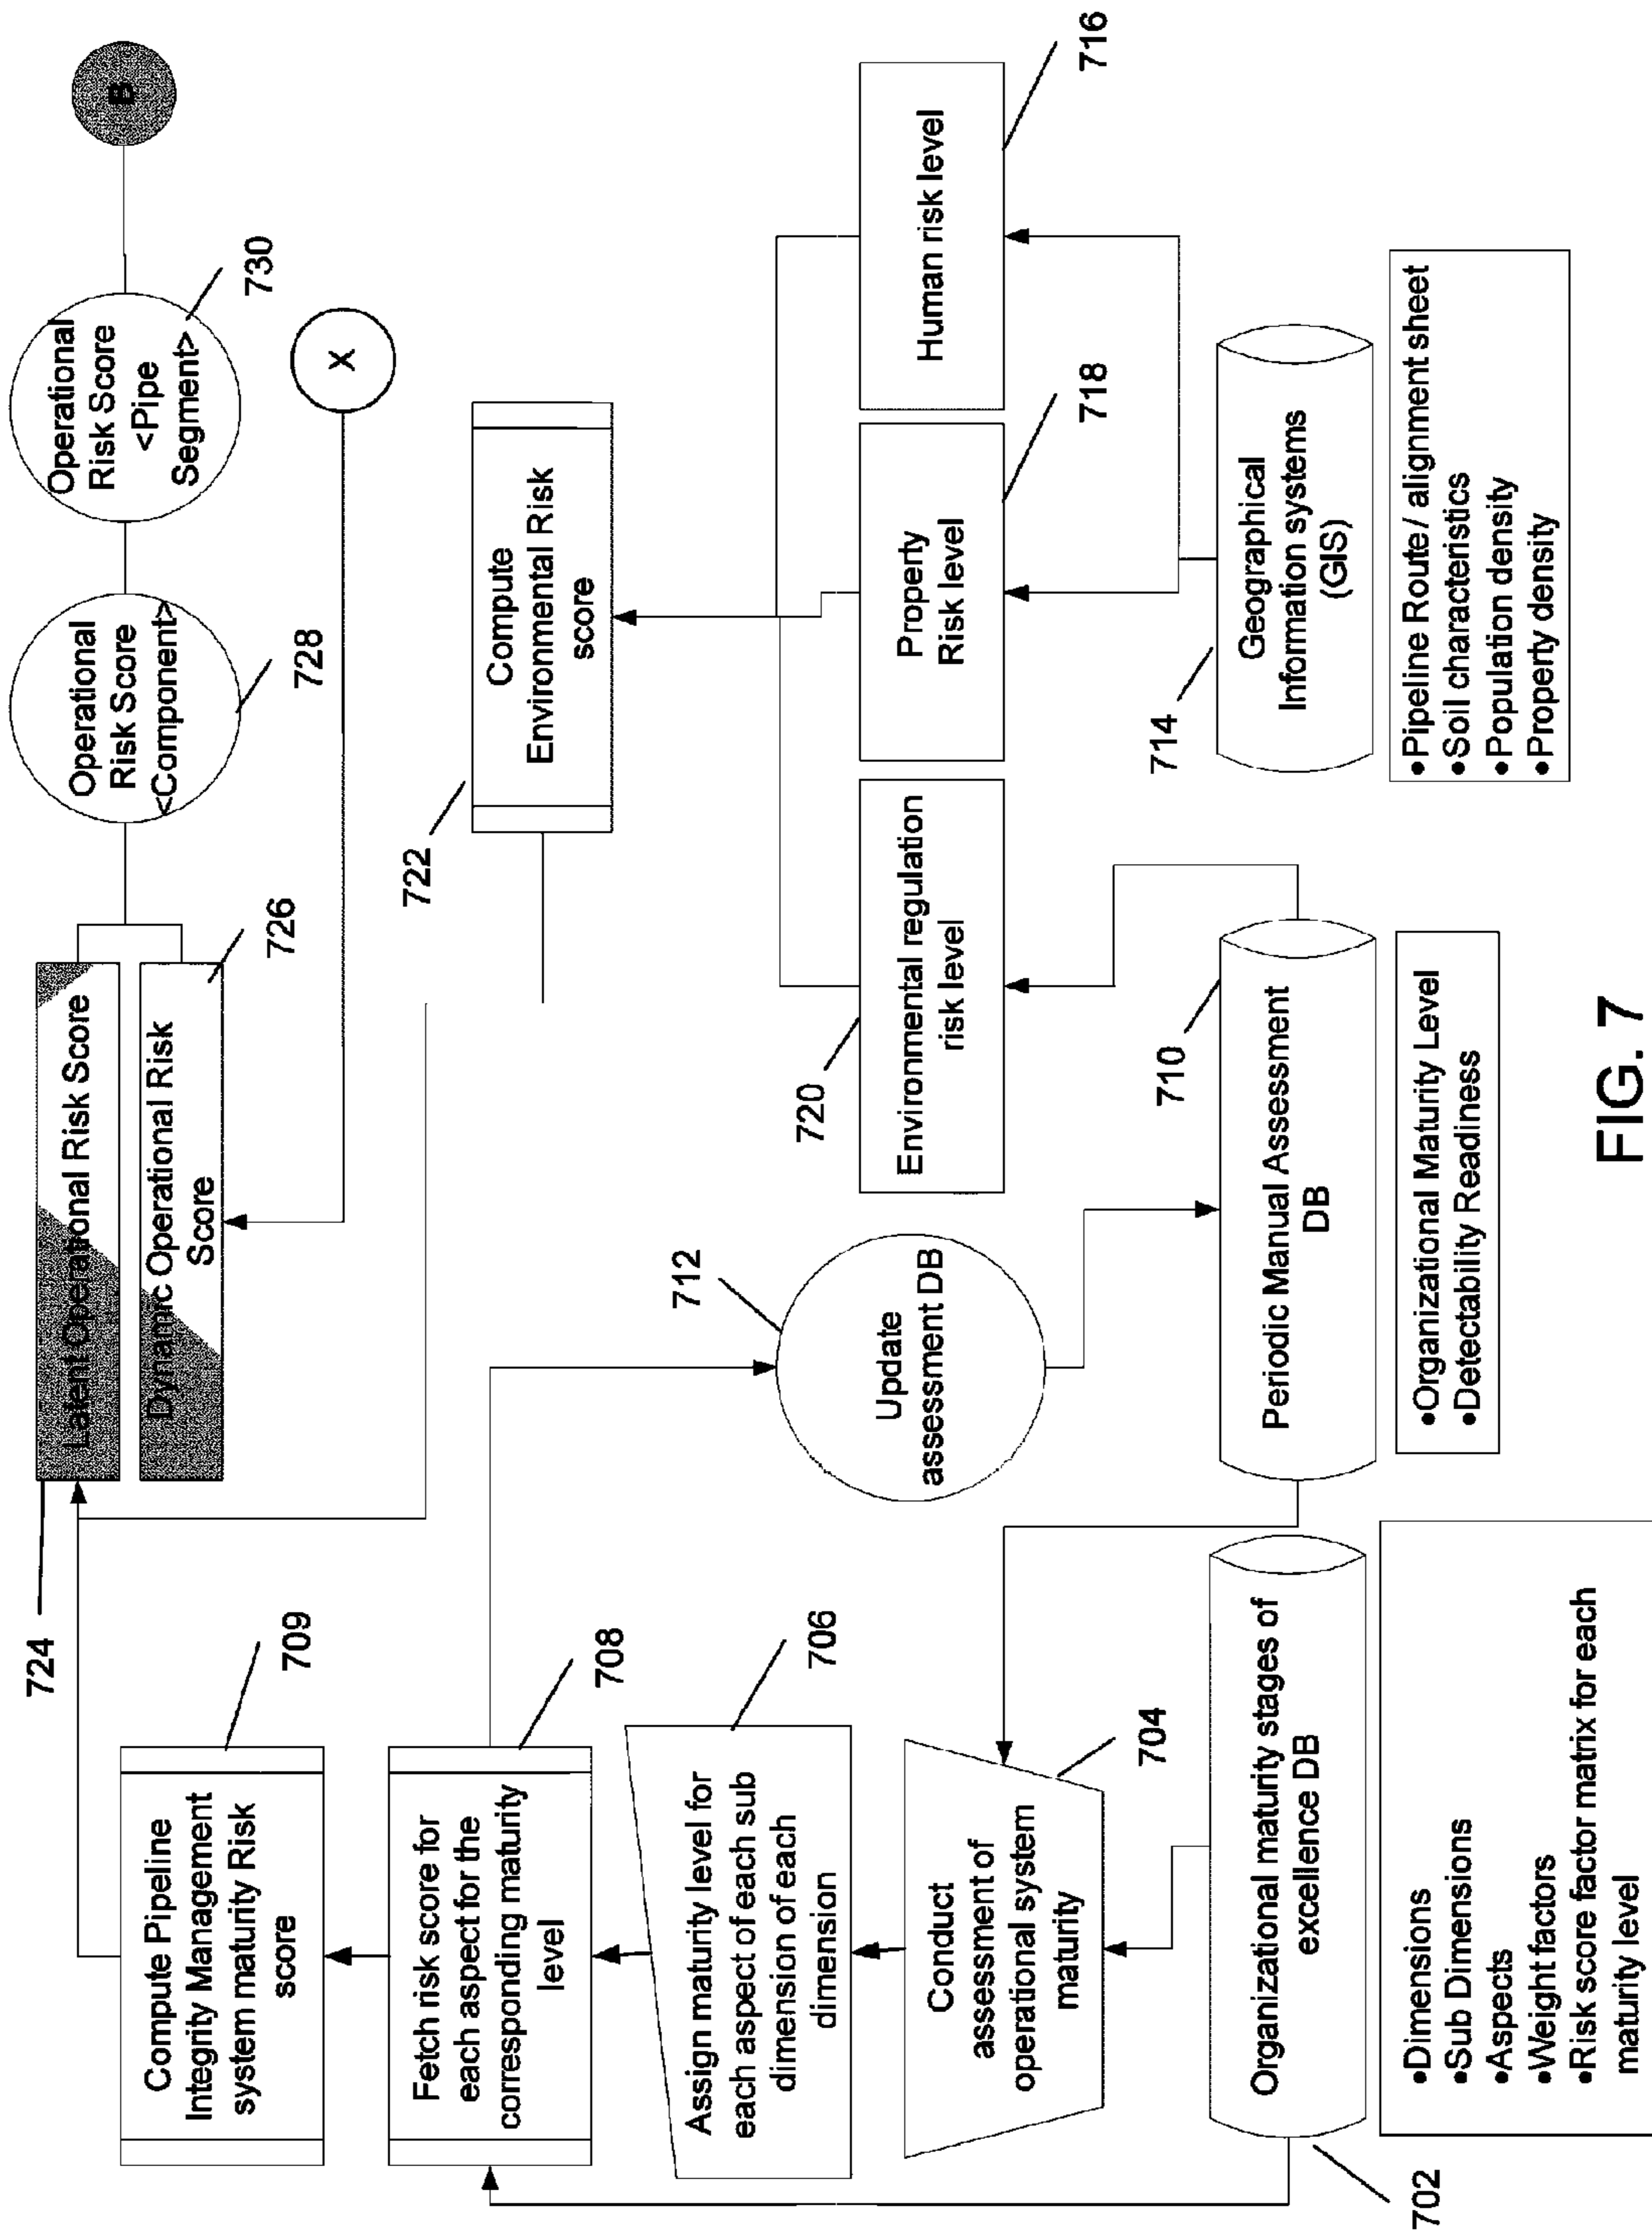 724
Latent Operational Risk Score
Dynamic Operational Risk
Score
726
Operational
Risk Score
<Component>
728
Operational
Risk Score
<Pipe
Segment>
730
B
X
709
Compute Pipeline
Integrity Management
system maturity Risk
score
708
Fetch risk score for
each aspect for the
corresponding maturity
level
706
Assign maturity level for
each aspect of each sub
dimension of each
dimension
704
Conduct
assessment of
operational system
maturity
Organizational maturity stages of
excellence DB
702
•Dimensions
•Sub Dimensions
•Aspects
•Weight factors
•Risk score factor matrix for each
maturity level
712
Update
assessment DB
710
Periodic Manual Assessment
DB
•Organizational Maturity Level
•Detectability Readiness
722
Compute
Environmental Risk
score
720
Environmental regulation
risk level
Property
Risk level
718
Human risk level
716
714
Geographical
Information systems
(GIS)
•Pipeline Route / alignment sheet
•Soil characteristics
•Population density
•Property density
FIG. 7